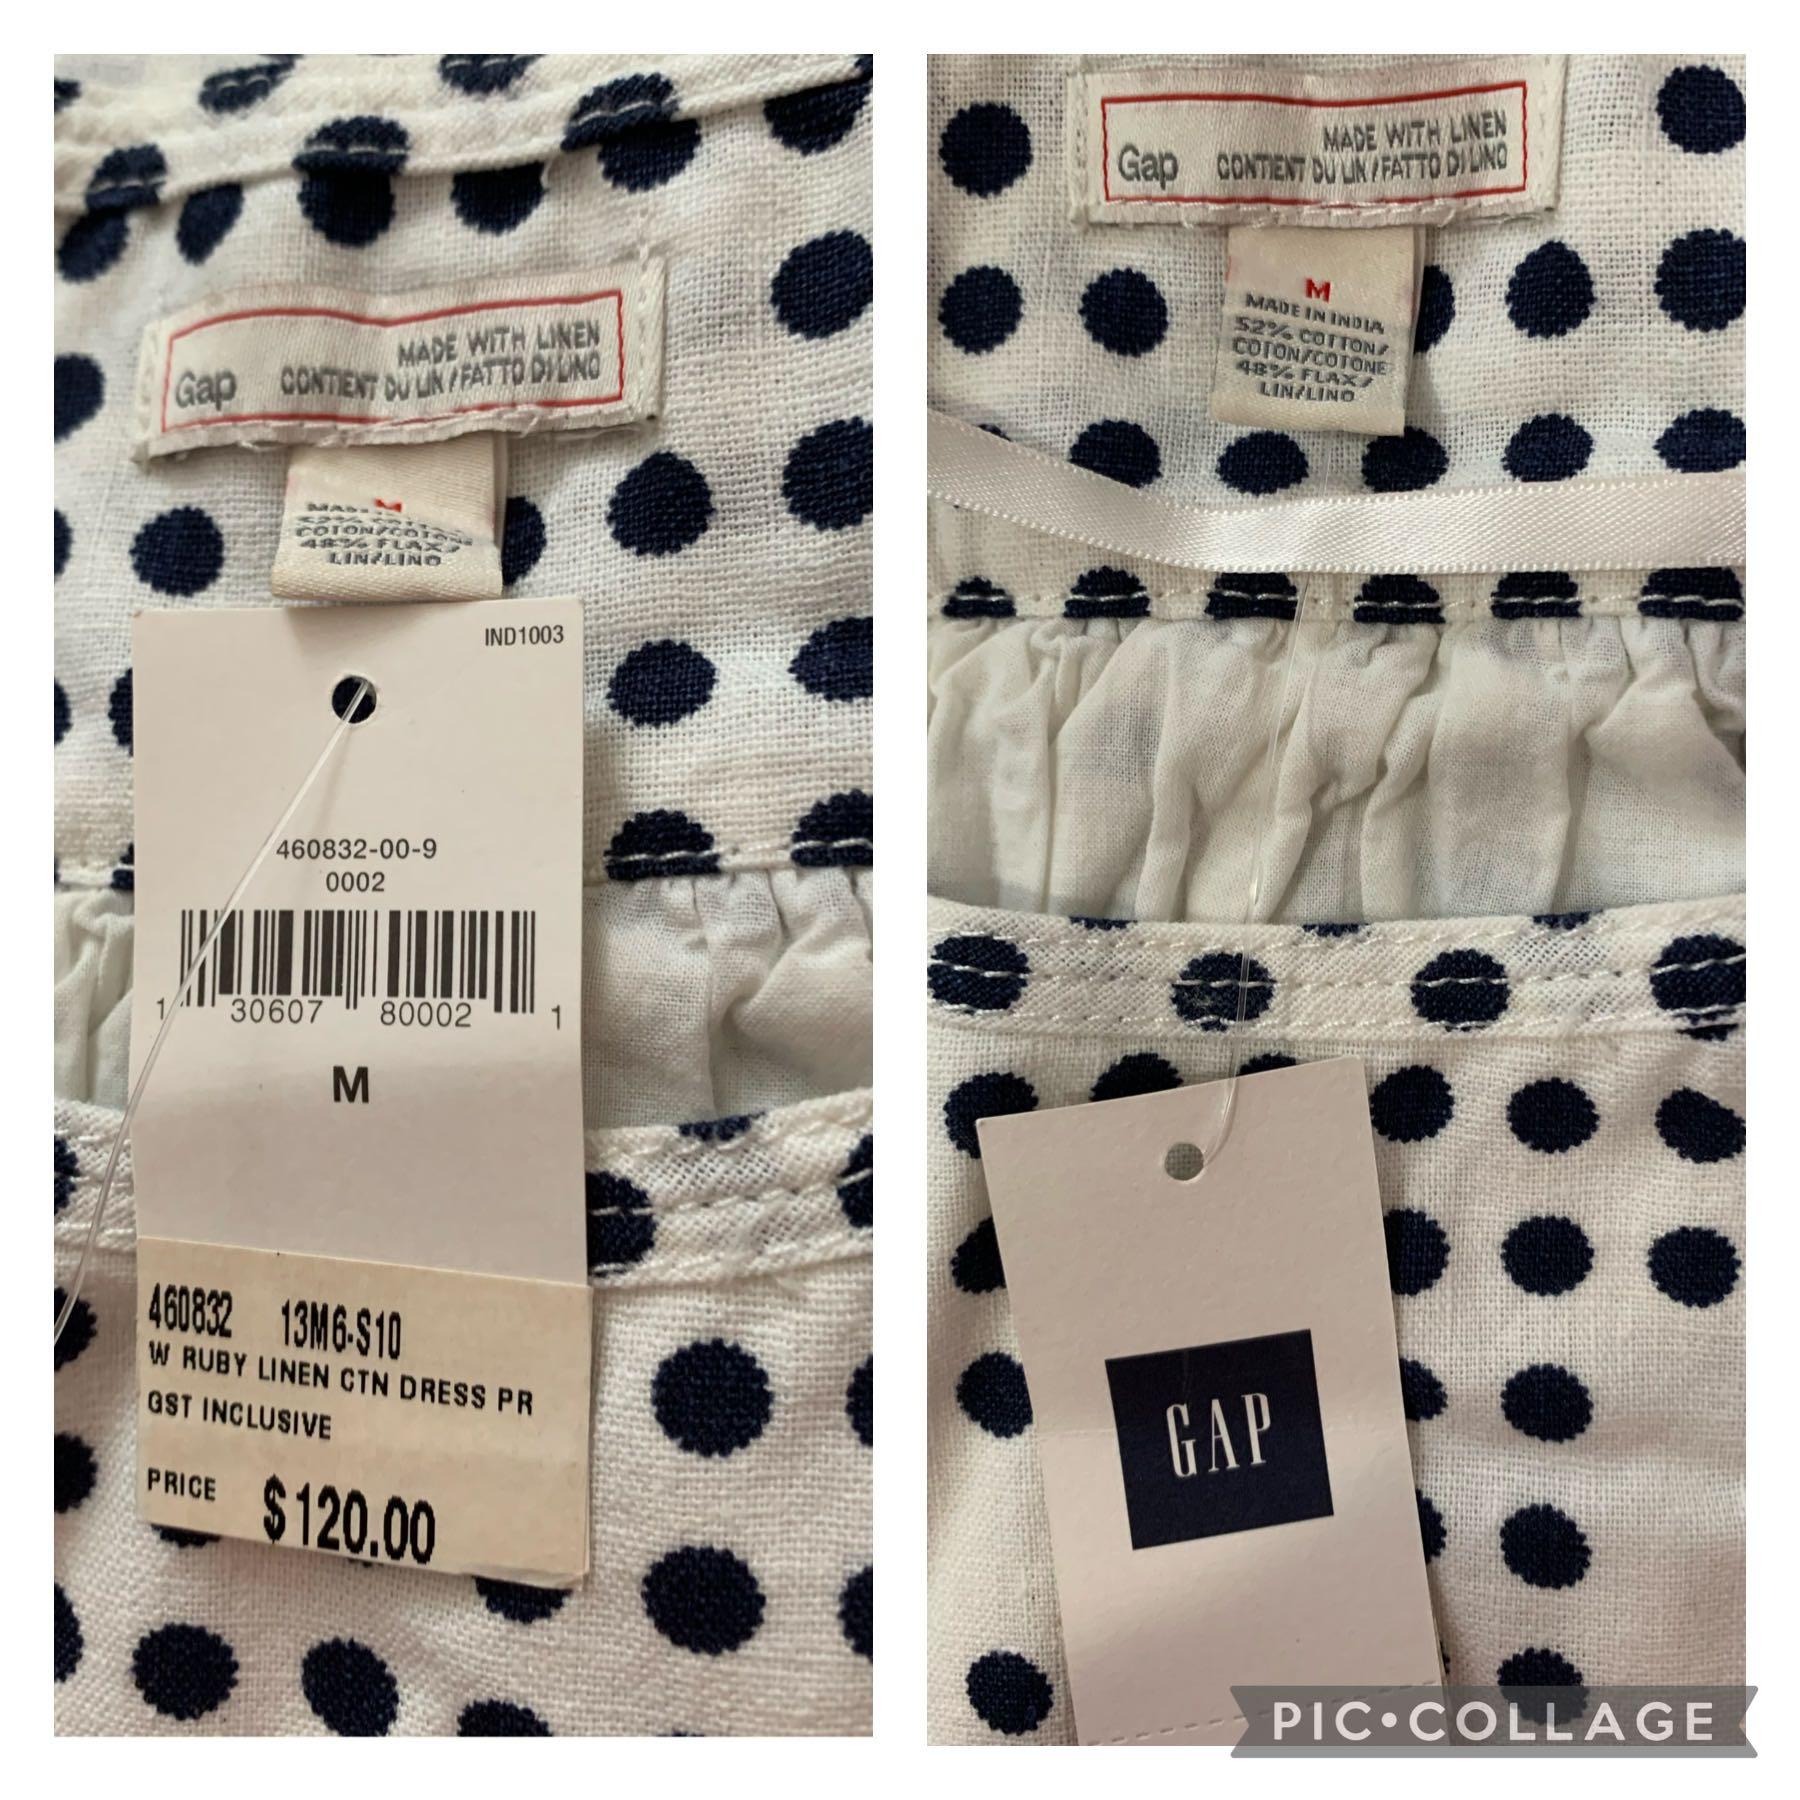 Gap
MADE WITH LINEN
CONTIENT DU LIN / FATTO DI LINO
M
COTON/COTONE
48% FLAX/
LIN/LINO
IND1003
460832-00-9
0002
1 30607 80002 1
M
460832 13M6-S10
W RUBY LINEN CTN DRESS PR
GST INCLUSIVE
PRICE $120.00
Gap
MADE WITH LINEN
CONTIENT DU LIN / FATTO DI LINO
M
MADE IN INDIA
52% COTTON/
COTON/COTONE
48% FLAX/
LIN/LINO
GAP
PIC•COLLAGE